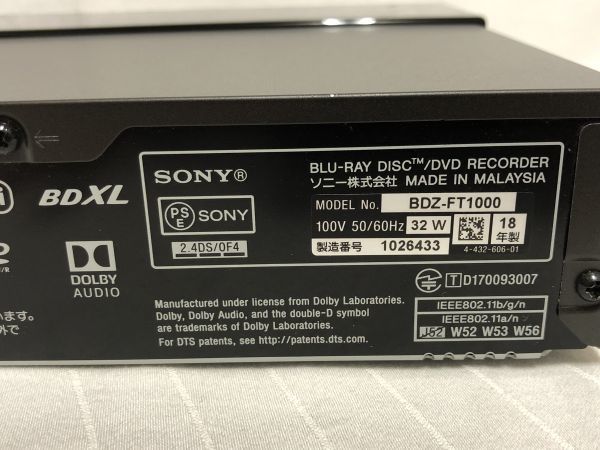 SONY®
BLU-RAY DISC™/DVD RECORDER
ソニー株式会社 MADE IN MALAYSIA
BDXL
PSE SONY
MODEL No. BDZ-FT1000
100V 50/60Hz 32 W
18年製
製造番号 1026433
4-432-606-01
2.4DS/OF4
DOLBY
AUDIO
T D170093007
Manufactured under license from Dolby Laboratories.
Dolby, Dolby Audio, and the double-D symbol
are trademarks of Dolby Laboratories.
For DTS patents, see http://patents.dts.com.
IEEE802.11b/g/n
IEEE802.11a/n
J52 W52 W53 W56
います。
外で